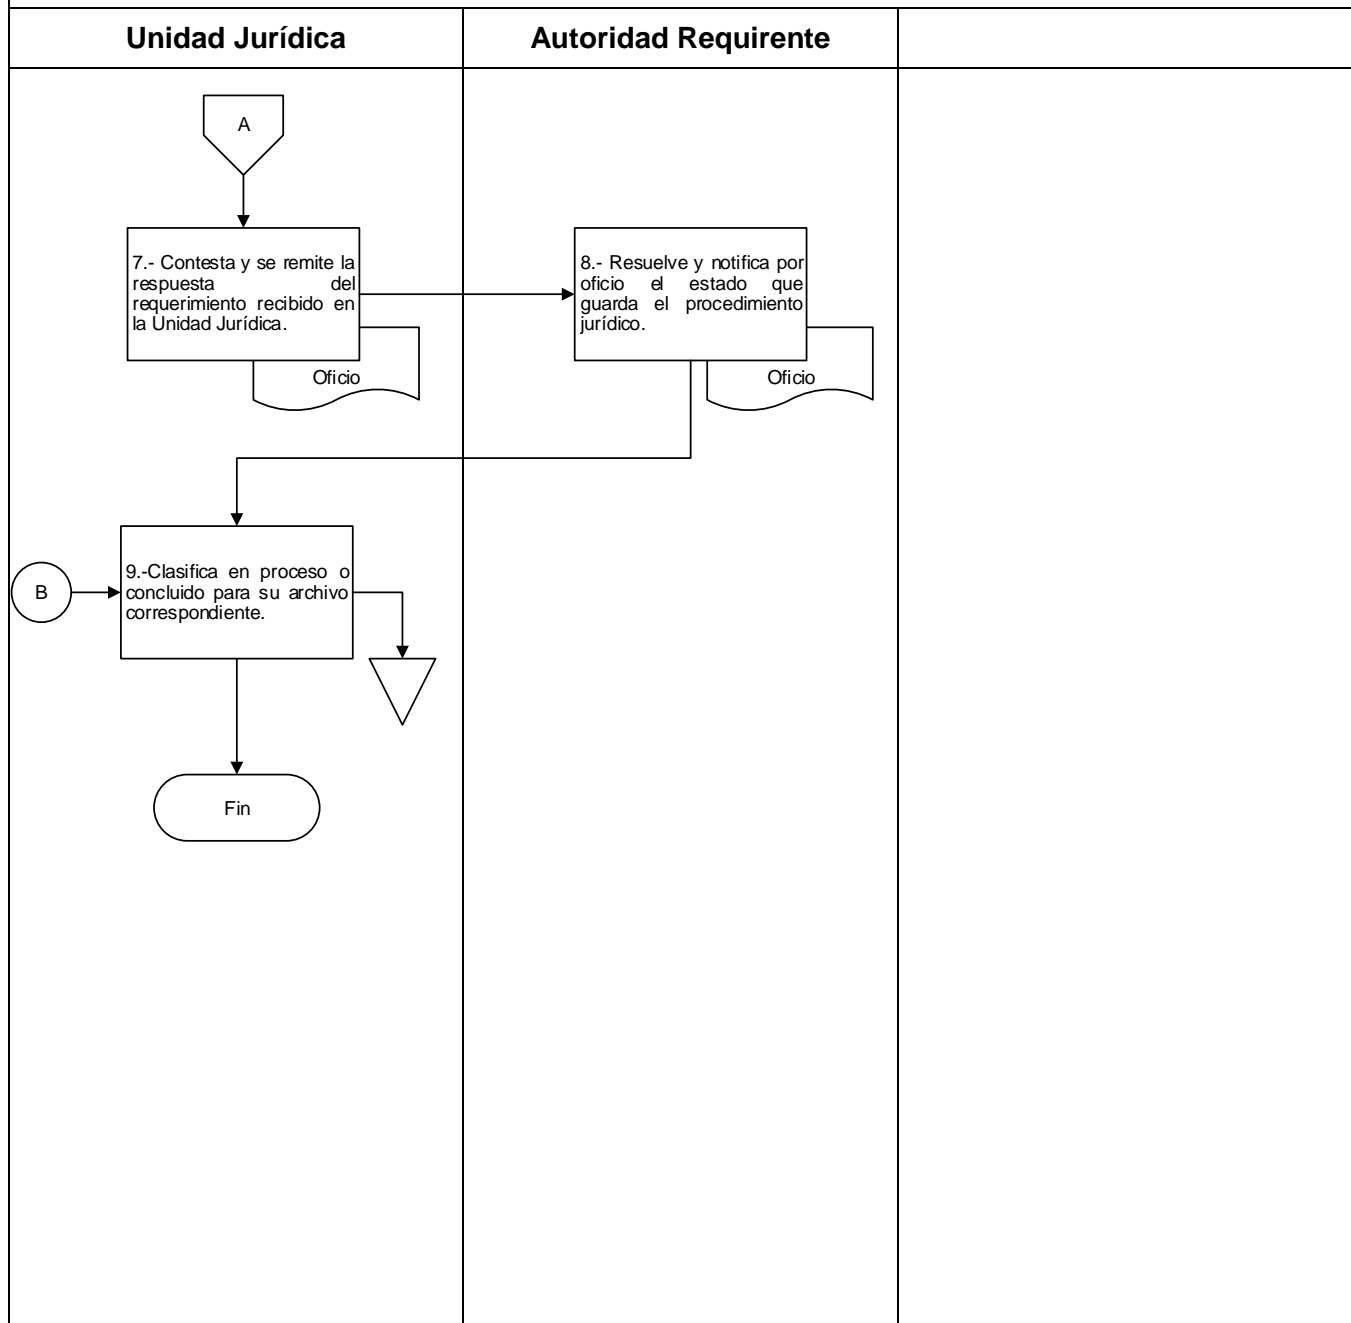 Unidad Jurídica
Autoridad Requirente
A
7.- Contesta y se remite la
respuesta del
requerimiento recibido en
la Unidad Jurídica.
Oficio
8.- Resuelve y notifica por
oficio el estado que
guarda el procedimiento
jurídico.
Oficio
B
9.-Clasifica en proceso o
concluido para su archivo
correspondiente.
Fin